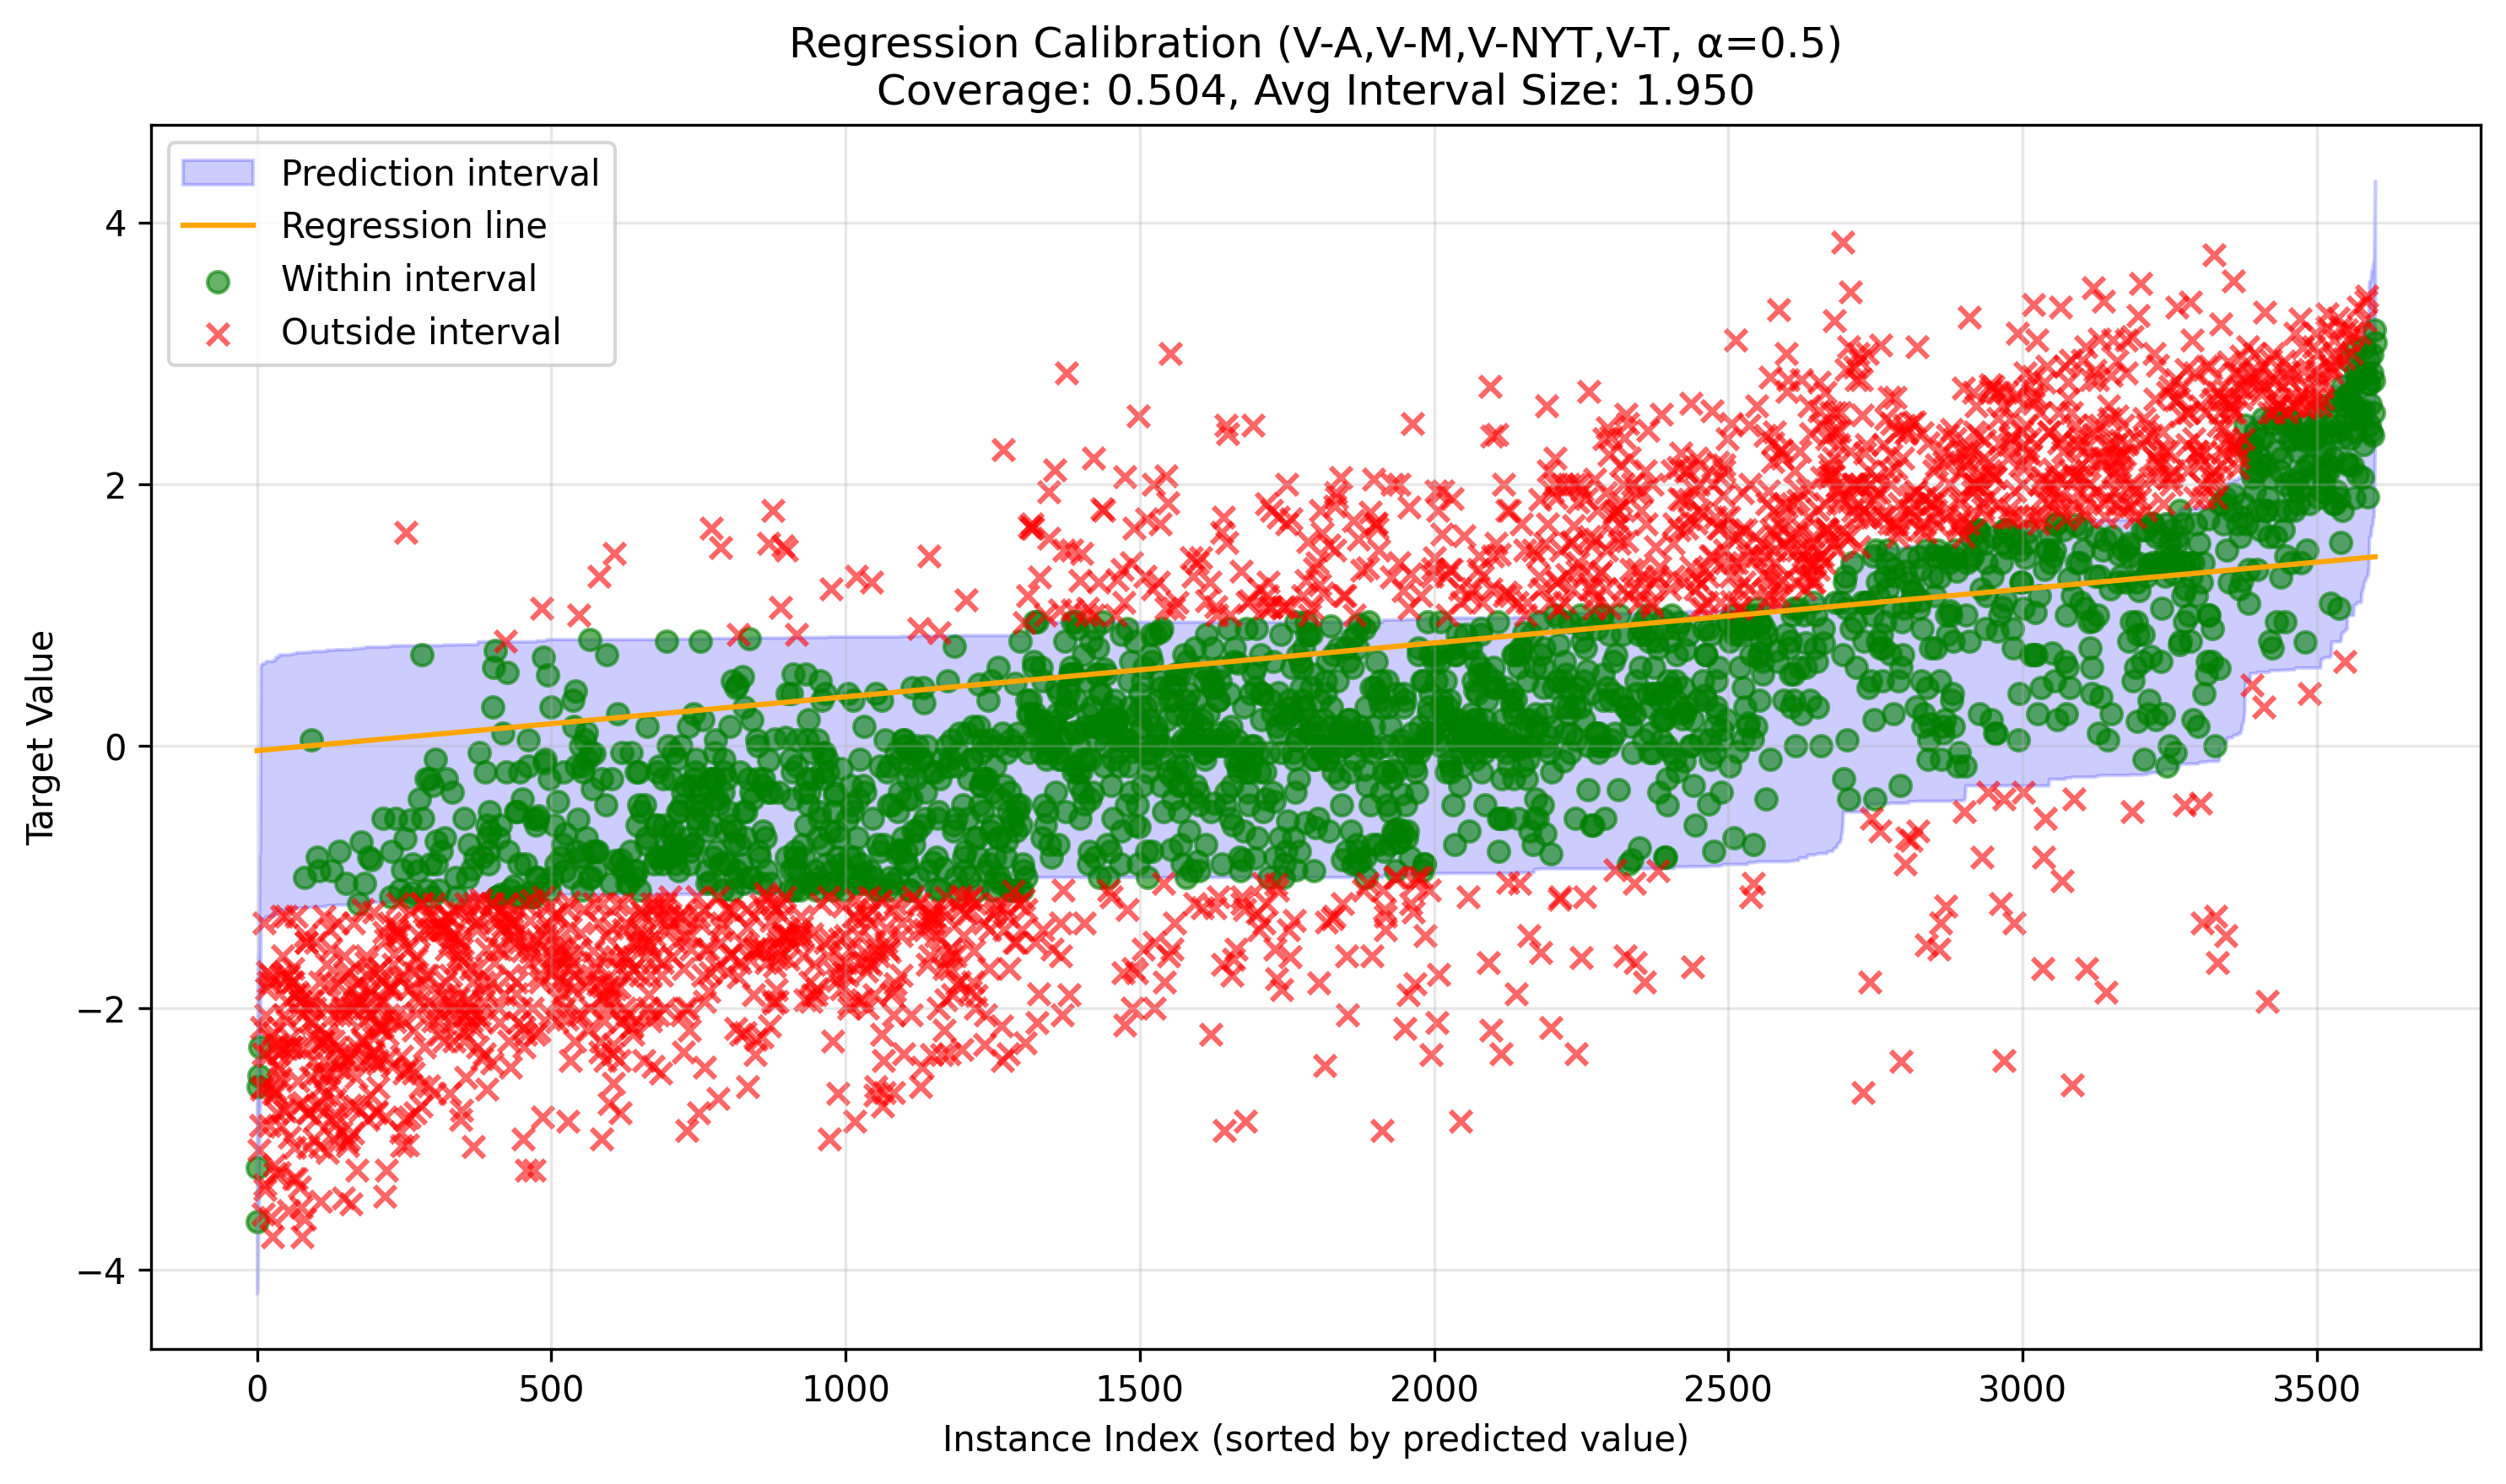 Regression Calibration (V-A,V-M,V-NYT,V-T, α=0.5)
Coverage: 0.504, Avg Interval Size: 1.950
Prediction interval
Regression line
Within interval
Outside interval
Target Value
4
2
0
−2
−4
0 500 1000 1500 2000 2500 3000 3500
Instance Index (sorted by predicted value)